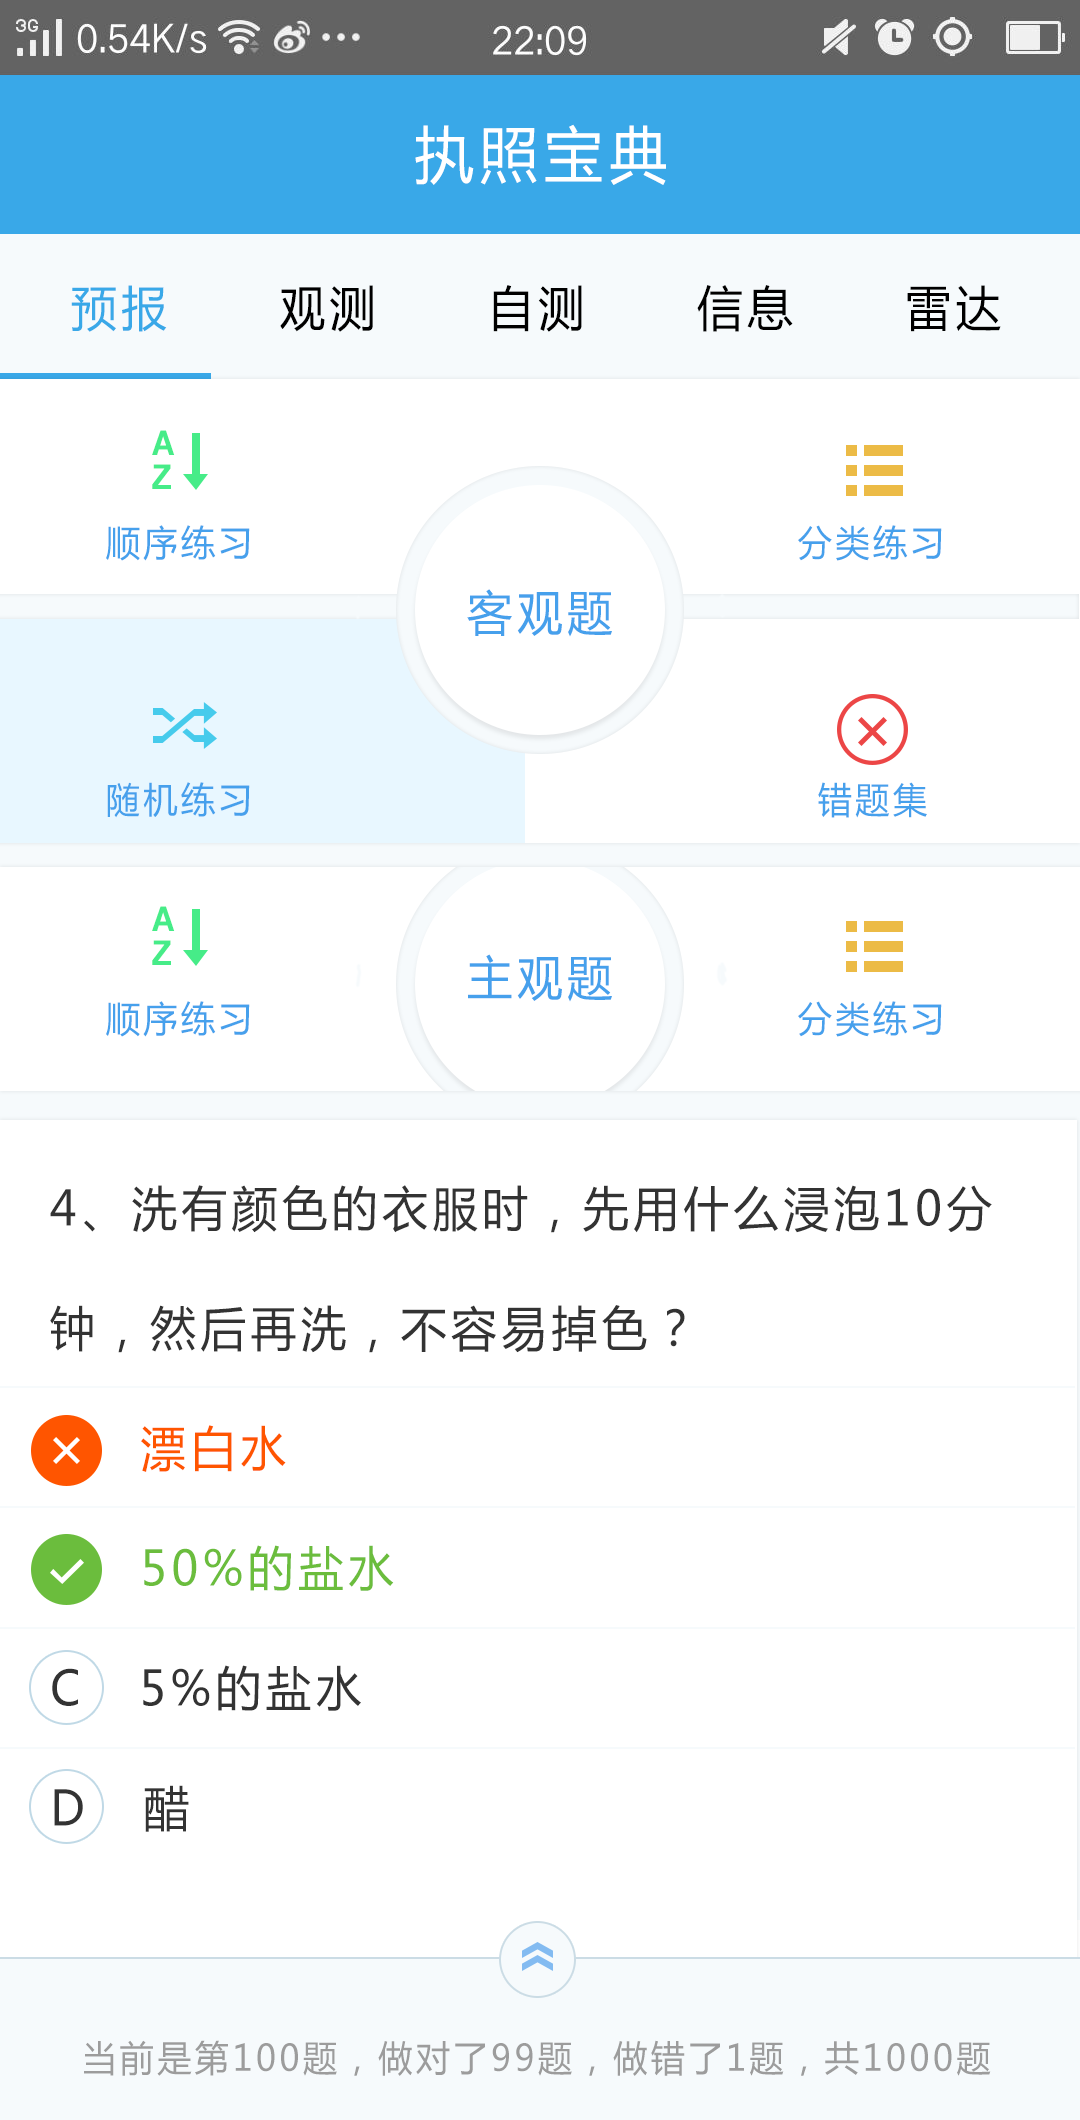 3G 0.54K/s 22:09
执照宝典
预报 观测 自测 信息 雷达
A
Z
顺序练习 分类练习
客观题
随机练习 错题集
A
Z
顺序练习 分类练习
主观题
4、洗有颜色的衣服时，先用什么浸泡10分
钟，然后再洗，不容易掉色？
漂白水
50%的盐水
C 5%的盐水
D 醋
当前是第100题，做对了99题，做错了1题，共1000题